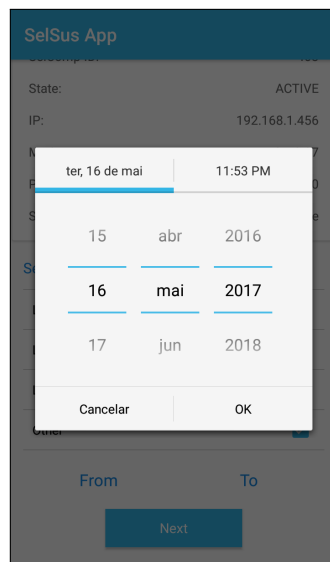 SelSus App
State: ACTIVE
IP: 192.168.1.456
ter, 16 de mai 11:53 PM
15 abr 2016
16 mai 2017
17 jun 2018
Cancelar OK
Other
From To
Next